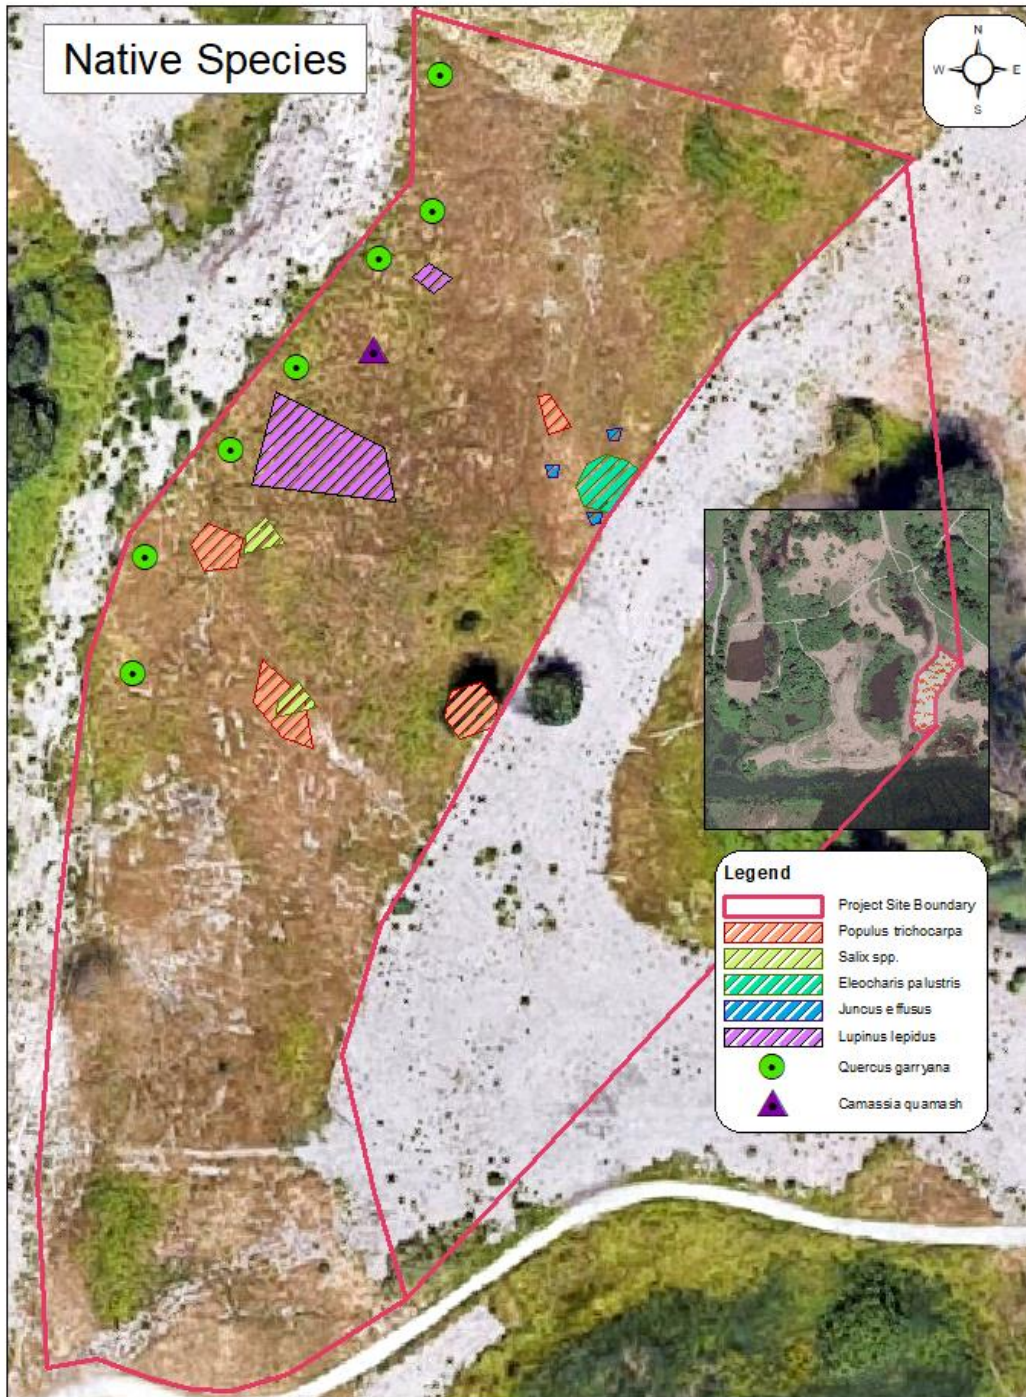 Native Species
N
W E
S
Legend
Project Site Boundary
Populus trichocarpa
Salix spp.
Eleocharis palustris
Juncus effusus
Lupinus lepidus
Quercus garryana
Camassia quamash